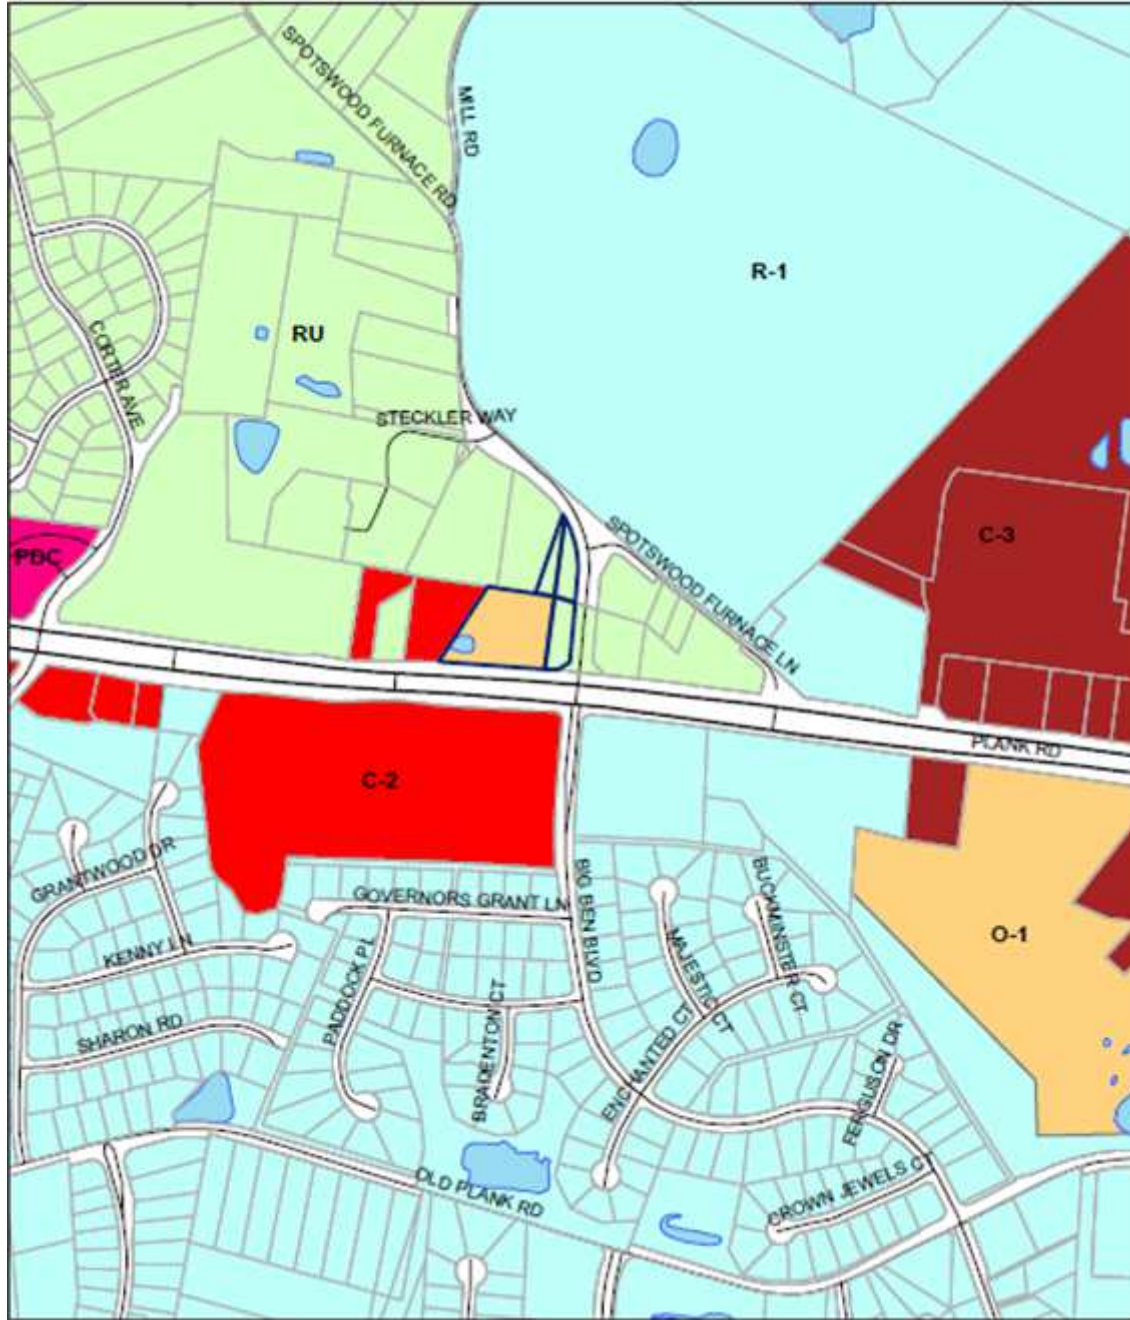 SPOTSWOOD FURNACE RD
MILL RD
R-1
RU
CORTER AVE
STECKLER WAY
C-3
PDC
SPOTSWOOD FURNACE LN
PLANK RD
C-2
GRANTWOOD DR
GOVERNORS GRANT LN
BIG BEN BLVD
BUCKMINSTER CT
MAJESTIC CT
O-1
KENNY LN
PADDOCK PL
SHARON RD
BRADENTON CT
ENCHANTED CT
FERGUSON DR
OLD PLANK RD
CROWN JEWELS CT